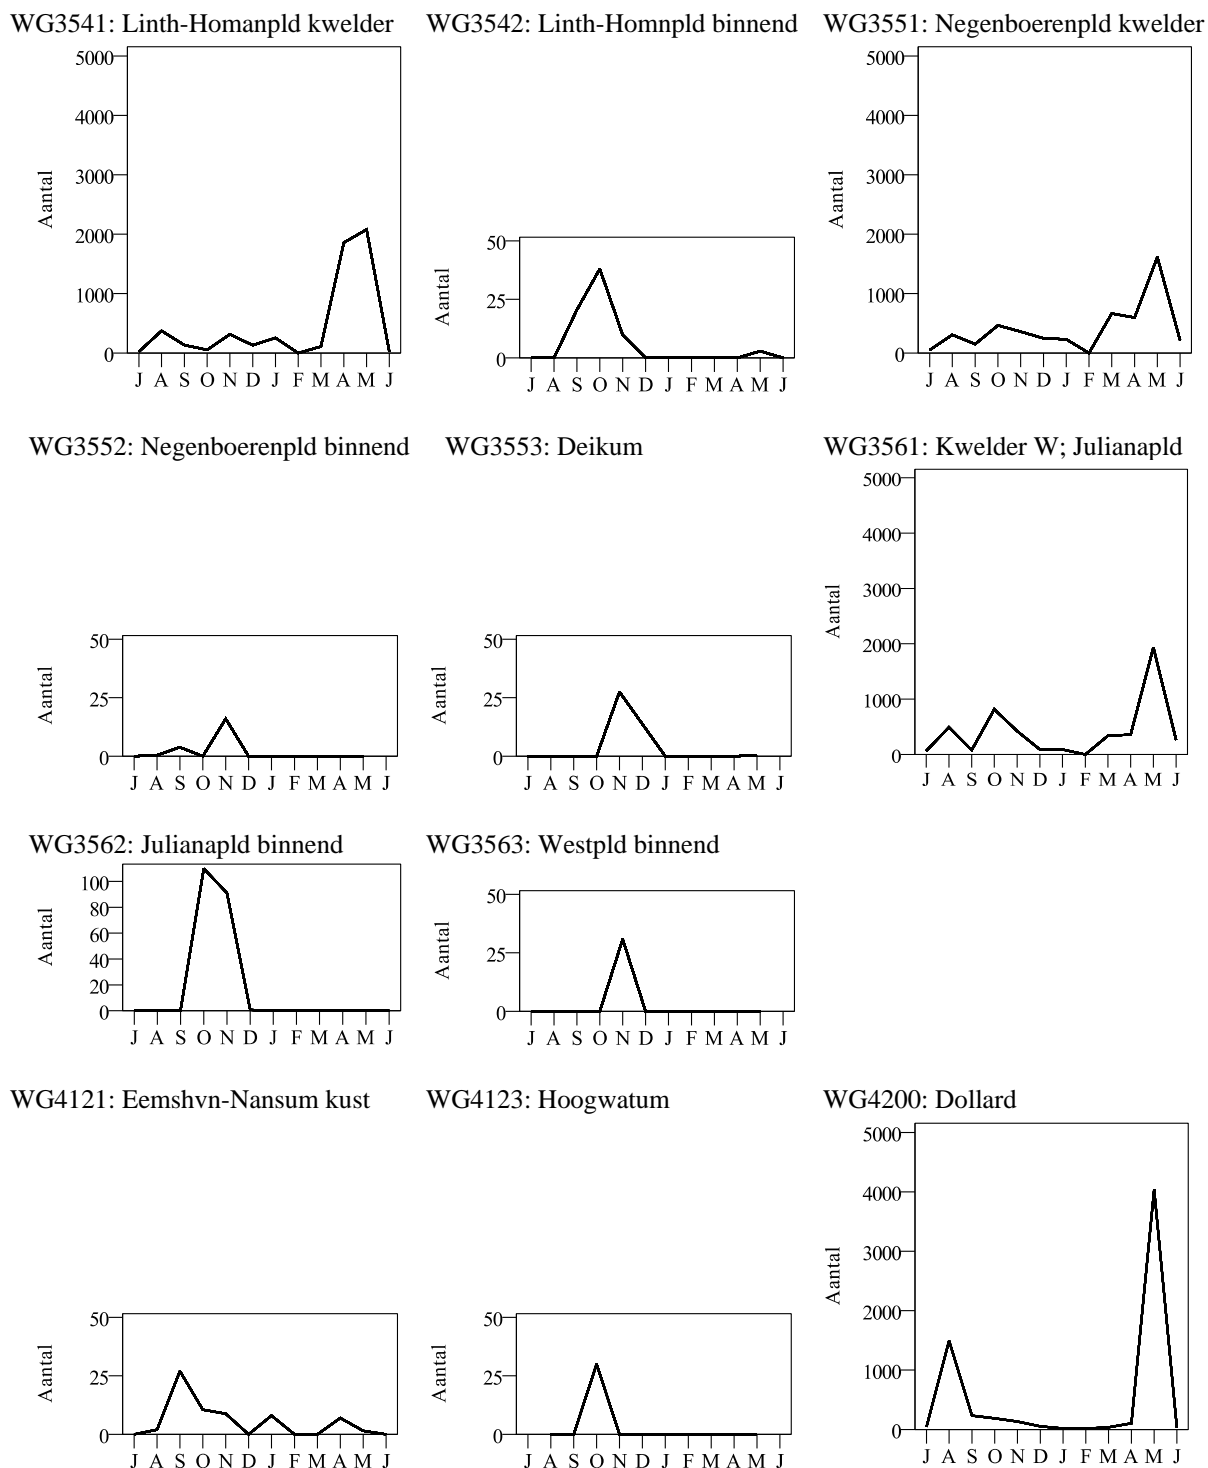 WG3541: Linth-Homanpld kwelder
5000
4000
3000
2000
1000
0
Aantal
J A S O N D J F M A M J
WG3542: Linth-Homnpld binnend
50
25
0
Aantal
J A S O N D J F M A M J
WG3551: Negenboerenpld kwelder
5000
4000
3000
2000
1000
0
Aantal
J A S O N D J F M A M J
WG3552: Negenboerenpld binnend
50
25
0
Aantal
J A S O N D J F M A M J
WG3553: Deikum
50
25
0
Aantal
J A S O N D J F M A M J
WG3561: Kwelder W; Julianapld
5000
4000
3000
2000
1000
0
Aantal
J A S O N D J F M A M J
WG3562: Julianapld binnend
100
80
60
40
20
0
Aantal
J A S O N D J F M A M J
WG3563: Westpld binnend
50
25
0
Aantal
J A S O N D J F M A M J
WG4121: Eemshvn-Nansum kust
50
25
0
Aantal
J A S O N D J F M A M J
WG4123: Hoogwatum
50
25
0
Aantal
J A S O N D J F M A M J
WG4200: Dollard
5000
4000
3000
2000
1000
0
Aantal
J A S O N D J F M A M J